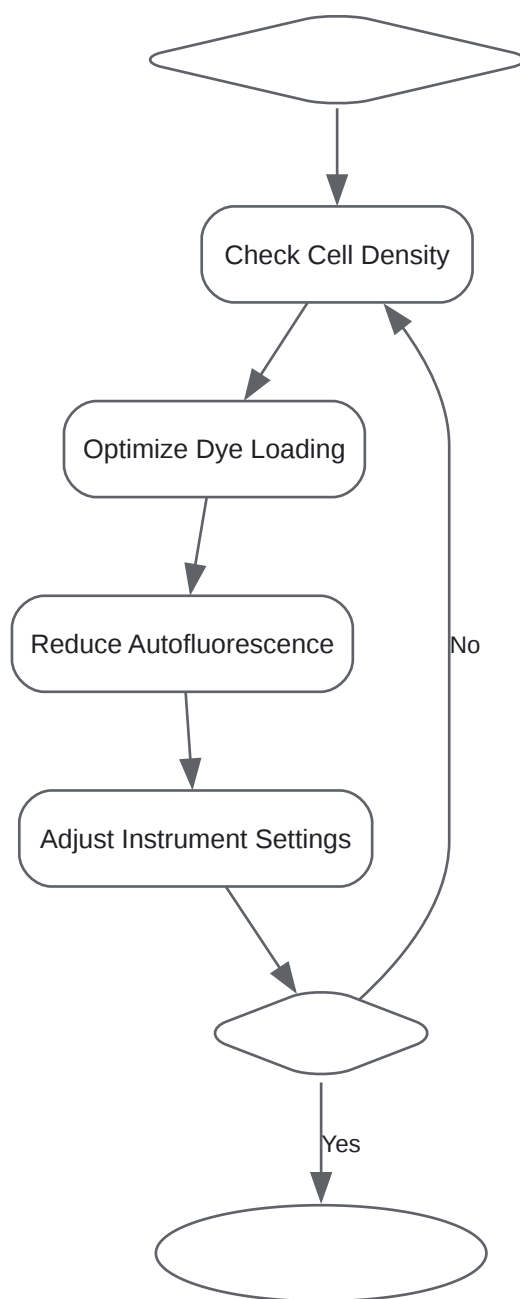 Check Cell Density
Optimize Dye Loading
Reduce Autofluorescence
No
Adjust Instrument Settings
Yes